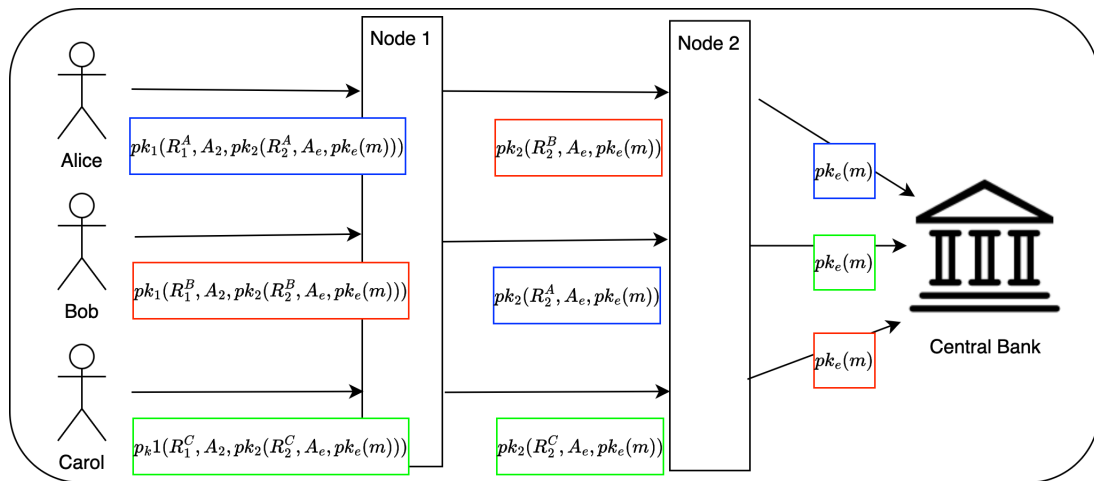 Node 1
Node 2
$pk_1(R_1^A, A_2, pk_2(R_2^A, A_e, pk_e(m)))$
$pk_2(R_2^B, A_e, pk_e(m))$
$pk_e(m)$
Alice
$pk_1(R_1^B, A_2, pk_2(R_2^B, A_e, pk_e(m)))$
$pk_2(R_2^A, A_e, pk_e(m))$
$pk_e(m)$
Bob
$pk_e(m)$
Central Bank
$p_k1(R_1^C, A_2, pk_2(R_2^C, A_e, pk_e(m)))$
$pk_2(R_2^C, A_e, pk_e(m))$
Carol